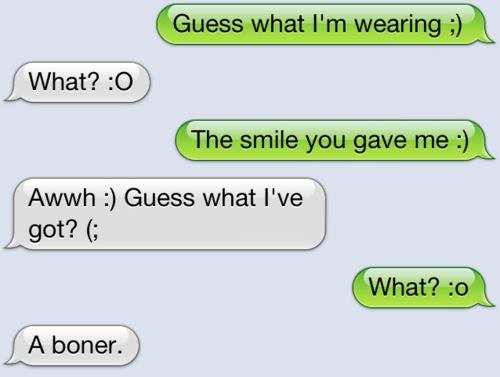 Guess what I'm wearing ;)
What? :O
The smile you gave me :)
Awwh :) Guess what I've
got? (;
What? :o
A boner.